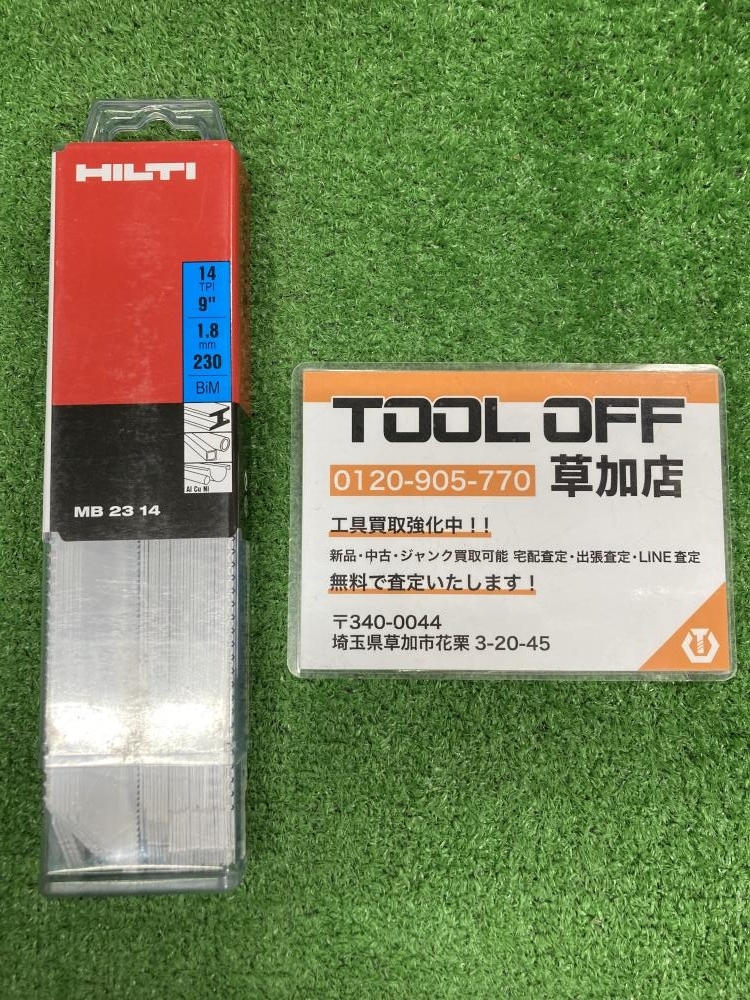 HILTI
14
TPI
9"
1.8
mm
230
BiM
Al Cu Ni
MB 23 14
TOOL OFF
0120-905-770 草加店
工具買取強化中！！
新品・中古・ジャンク買取可能 宅配査定・出張査定・LINE査定
無料で査定いたします！
〒340-0044
埼玉県草加市花栗 3-20-45